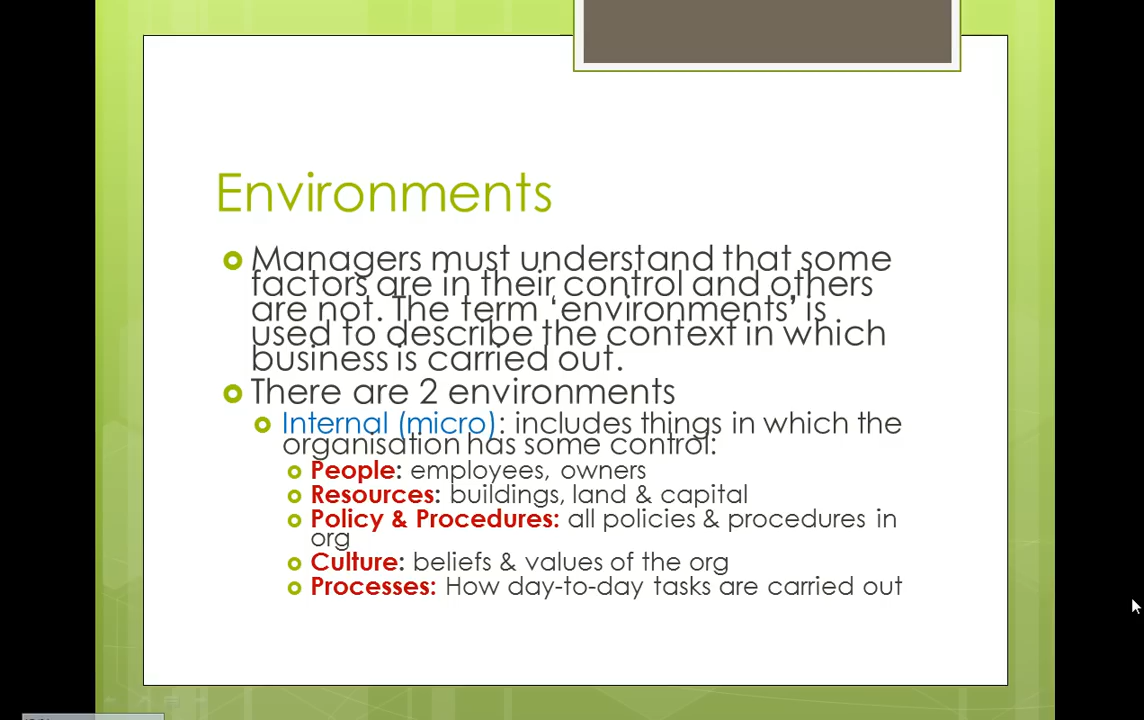 Environments
Managers must understand that some
factors are in their control and others
are not. The term ‘environments’ is
used to describe the context in which
business is carried out.
There are 2 environments
Internal (micro): includes things in which the
organisation has some control:
People: employees, owners
Resources: buildings, land & capital
Policy & Procedures: all policies & procedures in
org
Culture: beliefs & values of the org
Processes: How day-to-day tasks are carried out